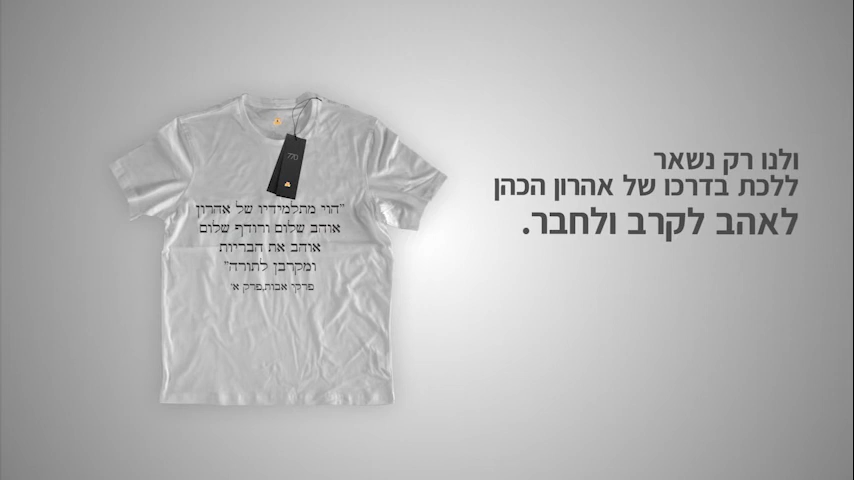 ולנו רק נשאר
ללכת בדרכו של אהרון הכהן
לאהב לקרב ולחבר.
770
"הוי מתלמידיו של אהרון
אוהב שלום ורודף שלום
אוהב את הבריות
ומקרבן לתורה"
פרקי אבות,פרק א'